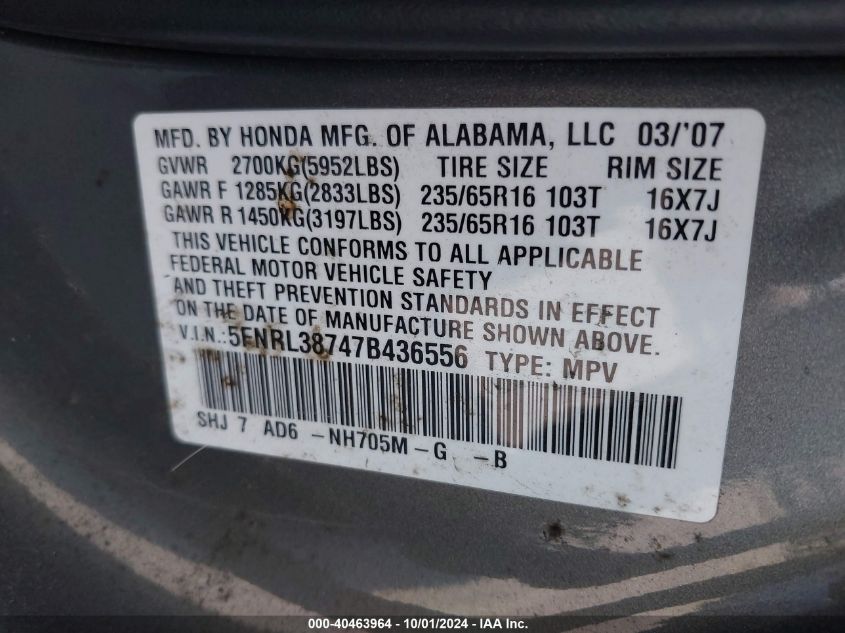 MFD. BY HONDA MFG. OF ALABAMA, LLC 03/'07
GVWR 2700KG(5952LBS) TIRE SIZE RIM SIZE
GAWR F 1285KG(2833LBS) 235/65R16 103T 16X7J
GAWR R 1450KG(3197LBS) 235/65R16 103T 16X7J
THIS VEHICLE CONFORMS TO ALL APPLICABLE
FEDERAL MOTOR VEHICLE SAFETY
AND THEFT PREVENTION STANDARDS IN EFFECT
ON THE DATE OF MANUFACTURE SHOWN ABOVE.
V.I.N.:5FNRL38747B436556 TYPE: MPV
SHJ 7 AD6 -NH705M-G -B
000-40463964 - 10/01/2024 - IAA Inc.